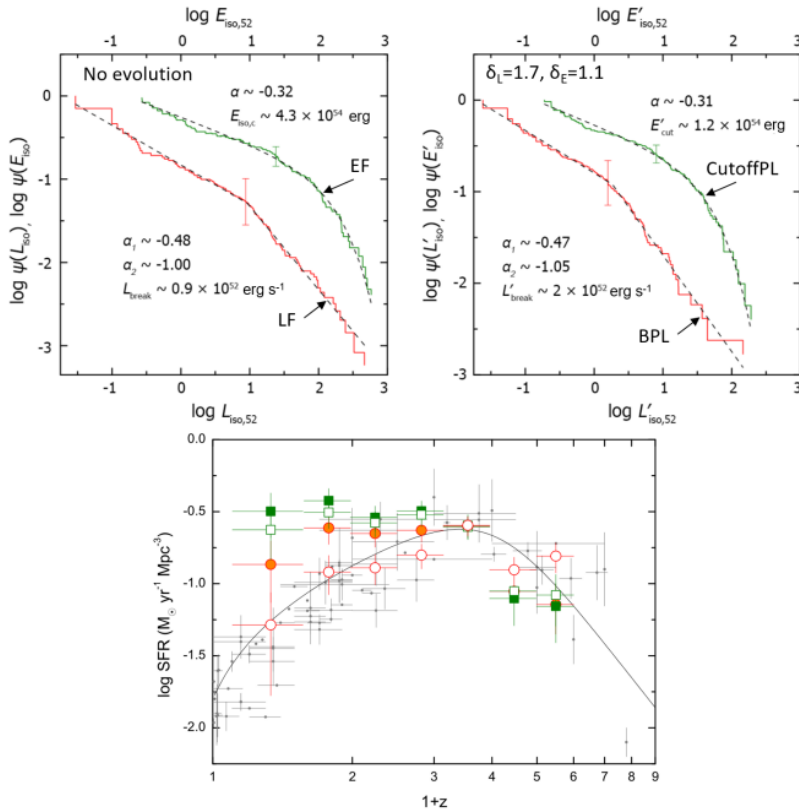 log E_iso,52
-1 0 1 2 3
No evolution
α ~ -0.32
E_iso,c ~ 4.3 × 10^54 erg
EF
α_1 ~ -0.48
α_2 ~ -1.00
L_break ~ 0.9 × 10^52 erg s^-1
LF
log ψ(L_iso), log ψ(E_iso)
0
-1
-2
-3
-1 0 1 2 3
log L_iso,52
log E′_iso,52
-1 0 1 2 3
δ_L=1.7, δ_E=1.1
α ~ -0.31
E′_cut ~ 1.2 × 10^54 erg
CutoffPL
α_1 ~ -0.47
α_2 ~ -1.05
L′_break ~ 2 × 10^52 erg s^-1
BPL
log ψ(L′_iso), log ψ(E′_iso)
0
-1
-2
-3
-1 0 1 2 3
log L′_iso,52
log SFR (M_⊙ yr^-1 Mpc^-3)
0.0
-0.5
-1.0
-1.5
-2.0
1 2 3 4 5 6 7 8 9
1+z